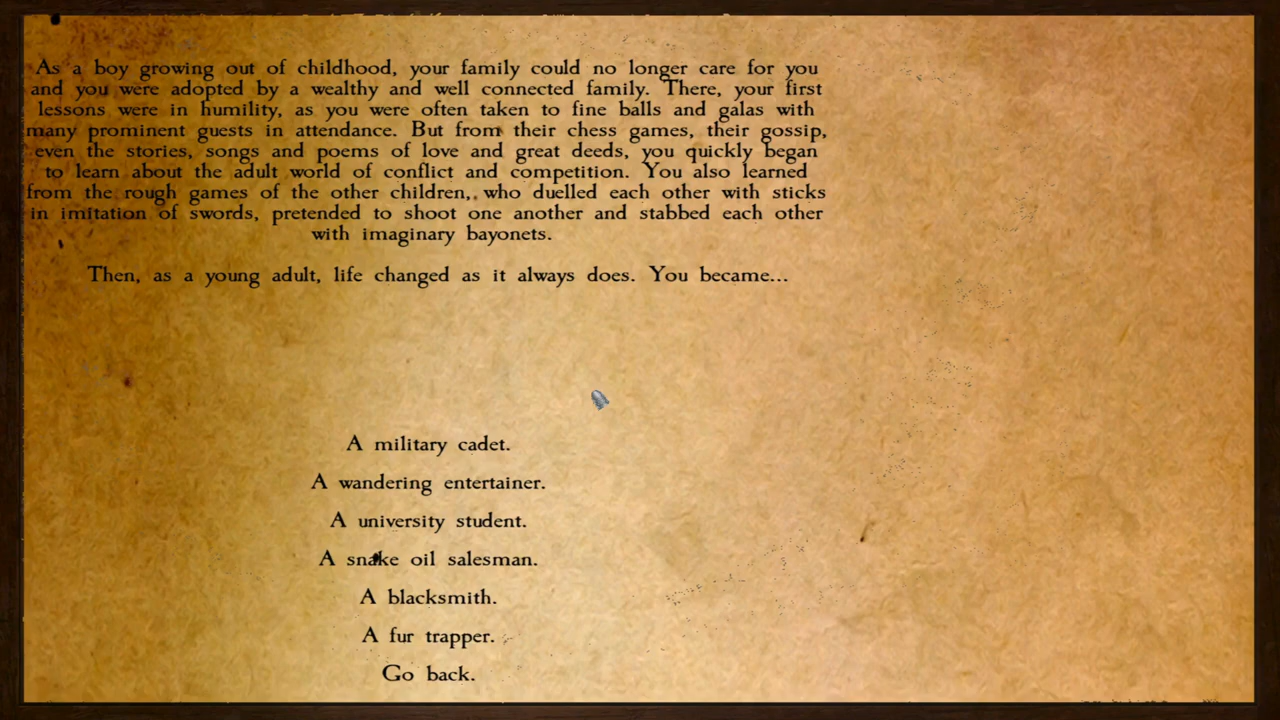 As a boy growing out of childhood, your family could no longer care for you
and you were adopted by a wealthy and well connected family. There, your first
lessons were in humility, as you were often taken to fine balls and galas with
many prominent guests in attendance. But from their chess games, their gossip,
even the stories, songs and poems of love and great deeds, you quickly began
to learn about the adult world of conflict and competition. You also learned
from the rough games of the other children, who duelled each other with sticks
in imitation of swords, pretended to shoot one another and stabbed each other
with imaginary bayonets.
Then, as a young adult, life changed as it always does. You became...
A military cadet.
A wandering entertainer.
A university student.
A snake oil salesman.
A blacksmith.
A fur trapper.
Go back.